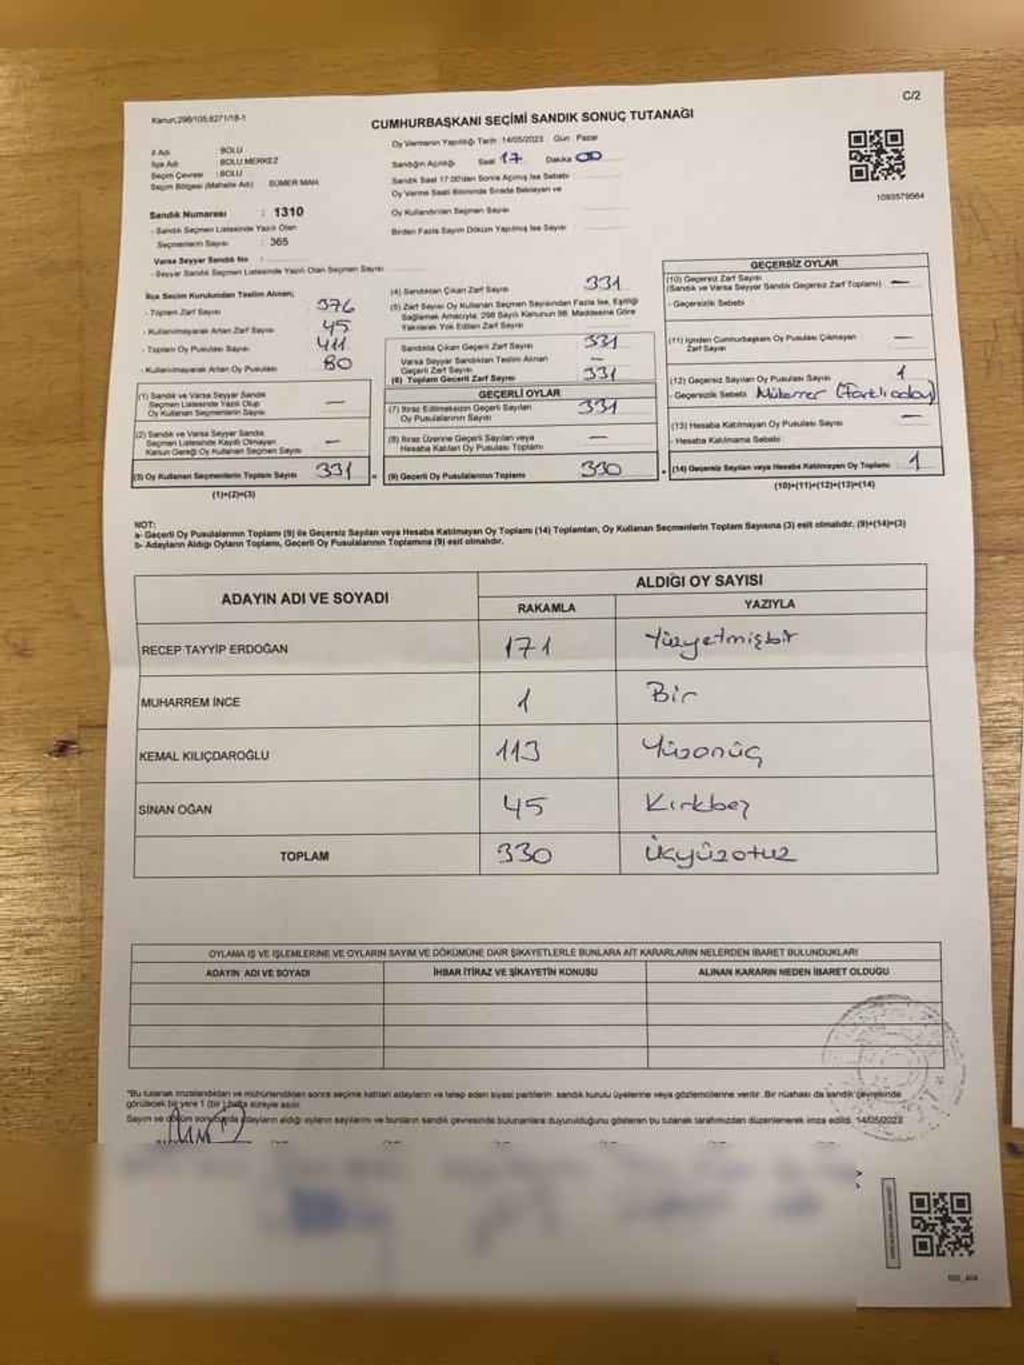 C/2
Kanun:298/105,6271/18-1
CUMHURBAŞKANI SEÇİMİ SANDIK SONUÇ TUTANAĞI
İl Adı : BOLU
İlçe Adı : BOLU MERKEZ
Seçim Çevresi : BOLU
Seçim Bölgesi (Mahalle Adı) SÜMER MAH.
Sandık Numarası : 1310
- Sandık Seçmen Listesinde Yazılı Olan
Seçmenlerin Sayısı : 365
Varsa Seyyar Sandık No :
- Seyyar Sandık Seçmen Listesinde Yazılı Olan Seçmen Sayısı
Oy Vermenin Yapıldığı Tarih 14/05/2023 Gün : Pazar
Sandığın Açıldığı Saat 17 Dakika 00
Sandık Saat 17:00'den Sonra Açılmış İse Sebebi
Oy Verme Saati Bitiminde Sırada Bekleyen ve
Oy Kullandırılan Seçmen Sayısı
Birden Fazla Sayım Döküm Yapılmış İse Sayısı
1093579564
İlçe Seçim Kurulundan Teslim Alınan;
- Toplam Zarf Sayısı 376
- Kullanılmayarak Artan Zarf Sayısı 45
- Toplam Oy Pusulası Sayısı 411
- Kullanılmayarak Artan Oy Pusulası 80
(1) Sandık ve Varsa Seyyar Sandık
Seçmen Listesinde Yazılı Olup
Oy Kullanan Seçmenlerin Sayısı —
(2) Sandık ve Varsa Seyyar Sandık
Seçmen Listesinde Kayıtlı Olmayan
Kanun Gereği Oy Kullanan Seçmen Sayısı —
(3) Oy Kullanan Seçmenlerin Toplam Sayısı 331 =
(1)+(2)=(3)
(4) Sandıktan Çıkan Zarf Sayısı 331
(5) Zarf Sayısı Oy Kullanan Seçmen Sayısından Fazla İse, Eşitliği
Sağlamak Amacıyla; 298 Sayılı Kanunun 98. Maddesine Göre
Yakılarak Yok Edilen Zarf Sayısı
Sandıkta Çıkan Geçerli Zarf Sayısı 331
Varsa Seyyar Sandıktan Teslim Alınan
Geçerli Zarf Sayısı —
(6) Toplam Geçerli Zarf Sayısı 331
GEÇERLİ OYLAR
(7) İtiraz Edilmeksizin Geçerli Sayılan
Oy Pusulalarının Sayısı 331
(8) İtiraz Üzerine Geçerli Sayılan veya
Hesaba Katılan Oy Pusulası Toplamı —
(9) Geçerli Oy Pusulalarının Toplamı 330 +
GEÇERSİZ OYLAR
(10) Geçersiz Zarf Sayısı
(Sandık ve Varsa Seyyar Sandık Geçersiz Zarf Toplamı) —
- Geçersizlik Sebebi
(11) İçinden Cumhurbaşkanı Oy Pusulası Çıkmayan
Zarf Sayısı —
(12) Geçersiz Sayılan Oy Pusulası Sayısı 1
- Geçersizlik Sebebi Mükerrer (Farklı aday)
(13) Hesaba Katılmayan Oy Pusulası Sayısı —
- Hesaba Katılmama Sebebi
(14) Geçersiz Sayılan veya Hesaba Katılmayan Oy Toplamı 1
(10)+(11)+(12)+(13)=(14)
NOT:
a- Geçerli Oy Pusulalarının Toplamı (9) ile Geçersiz Sayılan veya Hesaba Katılmayan Oy Toplamı (14) Toplamları, Oy Kullanan Seçmenlerin Toplam Sayısına (3) eşit olmalıdır. (9)+(14)=(3)
b- Adayların Aldığı Oyların Toplamı, Geçerli Oy Pusulalarının Toplamına (9) eşit olmalıdır.
ADAYIN ADI VE SOYADI
ALDIĞI OY SAYISI
RAKAMLA YAZIYLA
RECEP TAYYİP ERDOĞAN 171 Yüzyetmişbir
MUHARREM İNCE 1 Bir
KEMAL KILIÇDAROĞLU 113 Yüzonüç
SİNAN OĞAN 45 Kırkbeş
TOPLAM 330 Üçyüzotuz
OYLAMA İŞ VE İŞLEMLERİNE VE OYLARIN SAYIM VE DÖKÜMÜNE DAİR ŞİKAYETLERLE BUNLARA AİT KARARLARIN NELERDEN İBARET BULUNDUKLARI
ADAYIN ADI VE SOYADI İHBAR İTİRAZ VE ŞİKAYETİN KONUSU ALINAN KARARIN NEDEN İBARET OLDUĞU
"Bu tutanak imzalandıktan ve mühürlendikten sonra seçime katılan adayların ve talep eden siyasi partilerin sandık kurulu üyelerine veya gözlemcilerine verilir. Bir nüshası da sandık çevresinde
görülecek bir yere 1 (bir) hafta süreyle asılır.
Sayım ve döküm sonucunda adayların aldığı oyların sayılarını ve bunların sandık çevresinde bulunanlara duyurulduğunu gösteren bu tutanak tarafımızdan düzenlenerek imza edildi. 14/05/2023